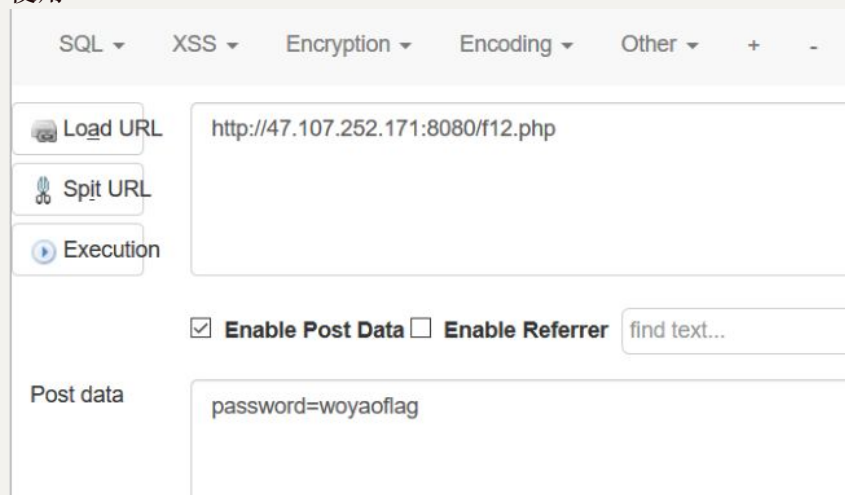 SQL XSS Encryption Encoding Other + -
Load URL
http://47.107.252.171:8080/f12.php
Spit URL
Execution
Enable Post Data Enable Referrer find text...
Post data
password=woyaoflag